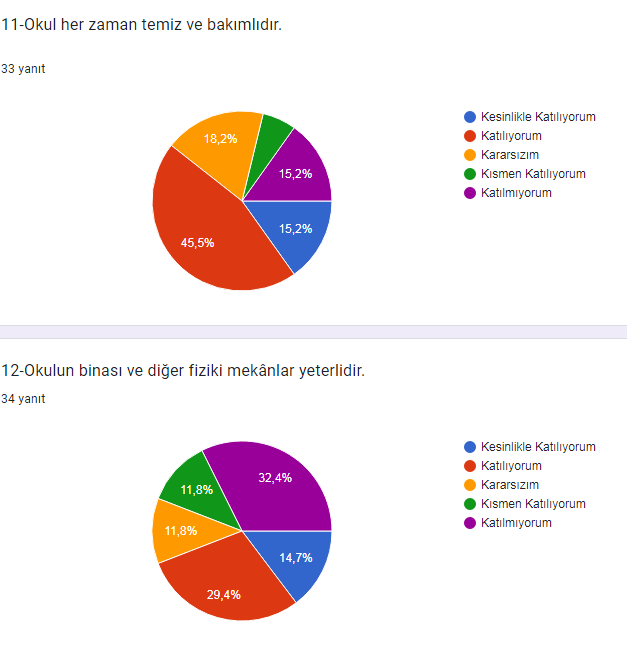 11-Okul her zaman temiz ve bakımlıdır.
33 yanıt
18,2%
15,2%
15,2%
45,5%
Kesinlikle Katılıyorum
Katılıyorum
Kararsızım
Kısmen Katılıyorum
Katılmıyorum
12-Okulun binası ve diğer fiziki mekânlar yeterlidir.
34 yanıt
32,4%
11,8%
11,8%
14,7%
29,4%
Kesinlikle Katılıyorum
Katılıyorum
Kararsızım
Kısmen Katılıyorum
Katılmıyorum